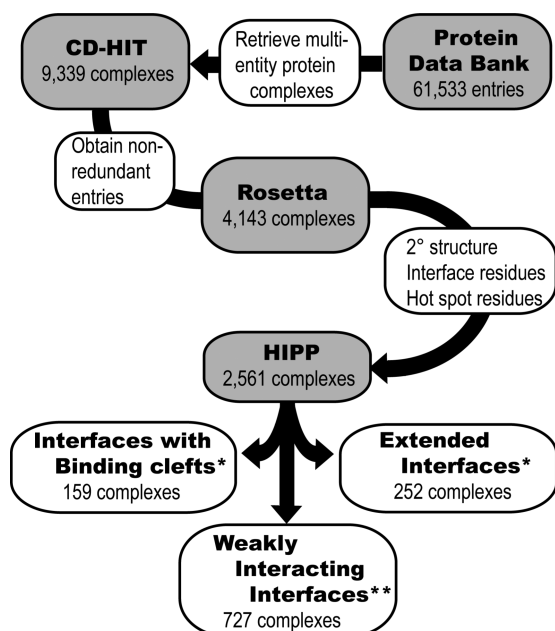 Protein
Data Bank
61,533 entries
Retrieve multi-
entity protein
complexes
CD-HIT
9,339 complexes
Obtain non-
redundant
entries
Rosetta
4,143 complexes
2° structure
Interface residues
Hot spot residues
HIPP
2,561 complexes
Interfaces with
Binding clefts*
159 complexes
Extended
Interfaces*
252 complexes
Weakly
Interacting
Interfaces**
727 complexes